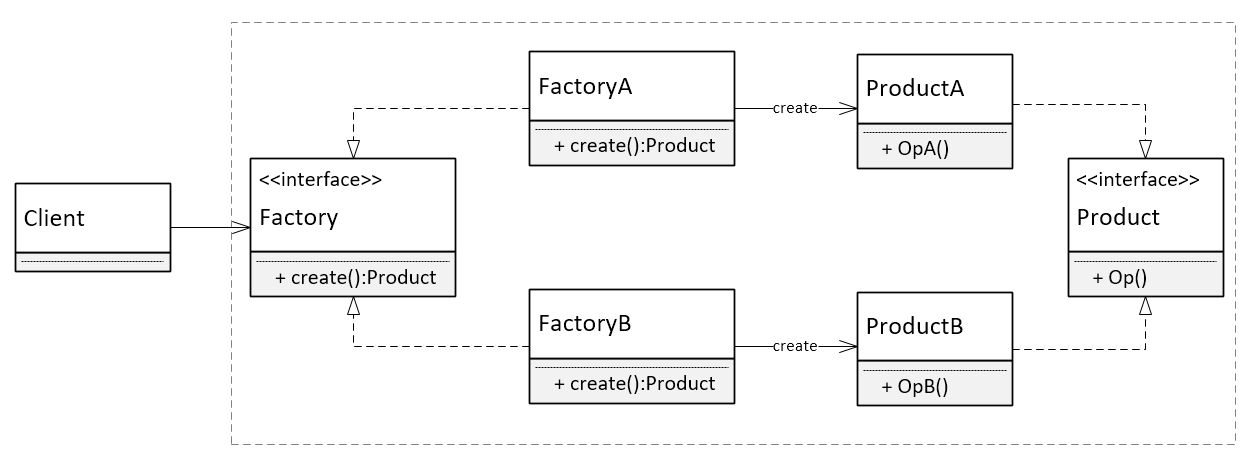 Client
<<interface>>
Factory
+ create():Product
FactoryA
+ create():Product
create
ProductA
+ OpA()
FactoryB
+ create():Product
create
ProductB
+ OpB()
<<interface>>
Product
+ Op()